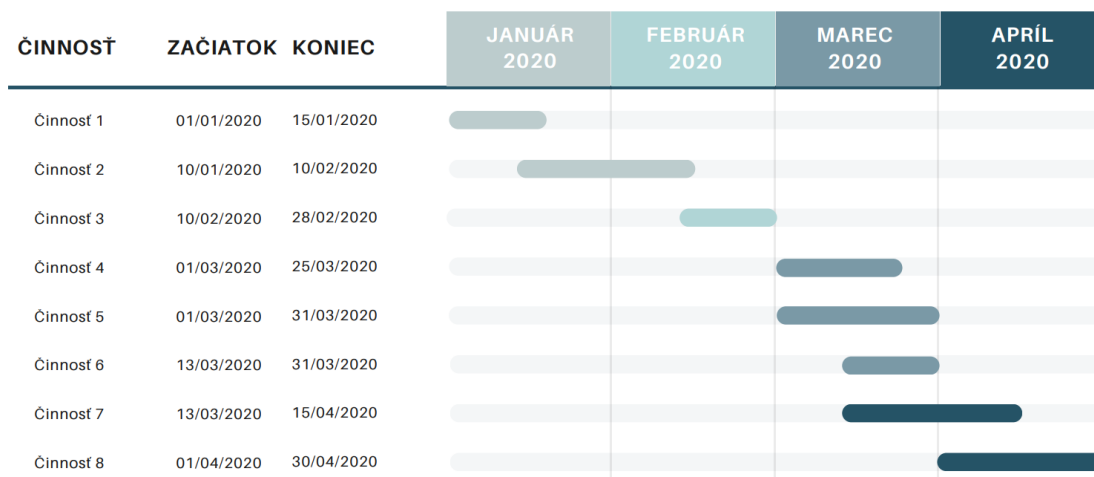 ČINNOSŤ ZAČIATOK KONIEC JANUÁR 2020 FEBRUÁR 2020 MAREC 2020 APRÍL 2020
Činnosť 1 01/01/2020 15/01/2020
Činnosť 2 10/01/2020 10/02/2020
Činnosť 3 10/02/2020 28/02/2020
Činnosť 4 01/03/2020 25/03/2020
Činnosť 5 01/03/2020 31/03/2020
Činnosť 6 13/03/2020 31/03/2020
Činnosť 7 13/03/2020 15/04/2020
Činnosť 8 01/04/2020 30/04/2020